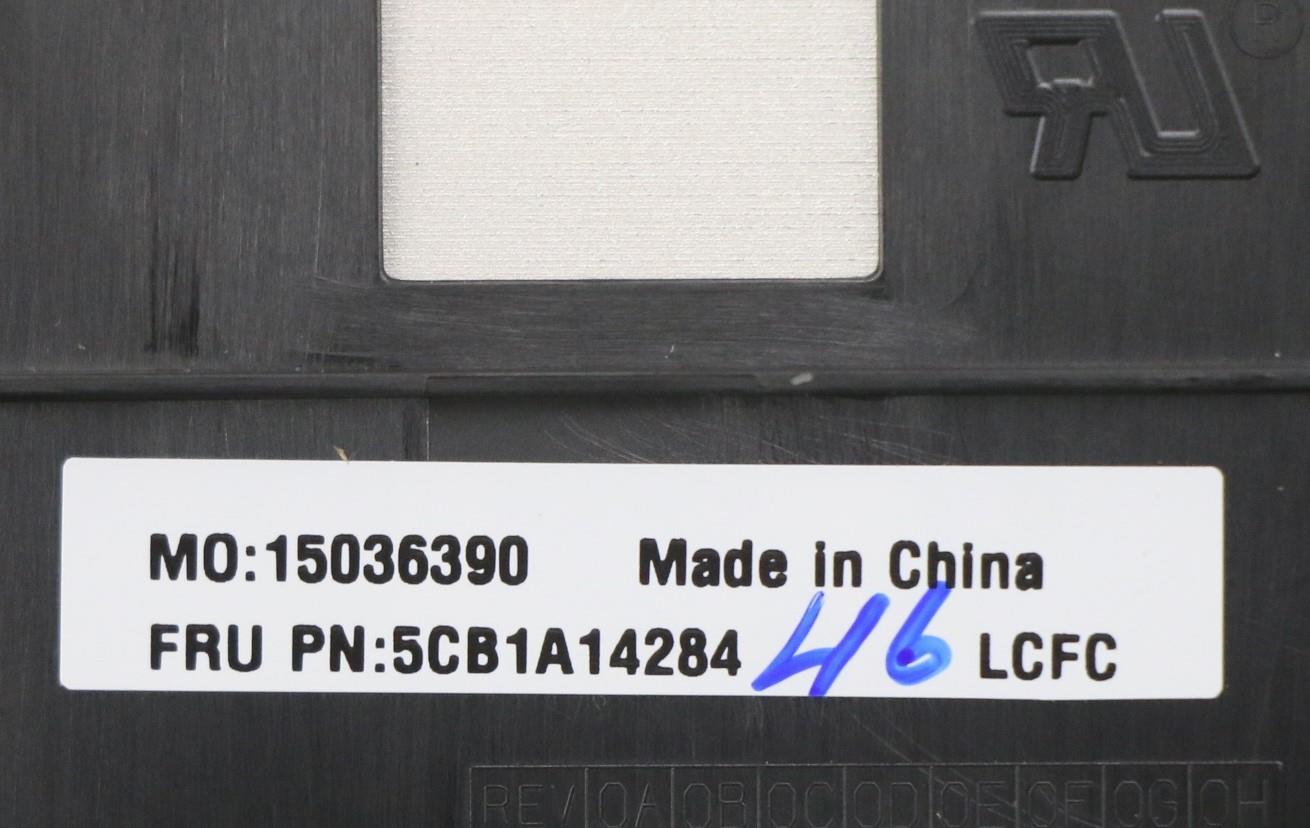 R
MO:15036390 Made in China
FRU PN:5CB1A14284 46 LCFC
REV 0A 0B 0C 0D 0E 0F 0G 0H